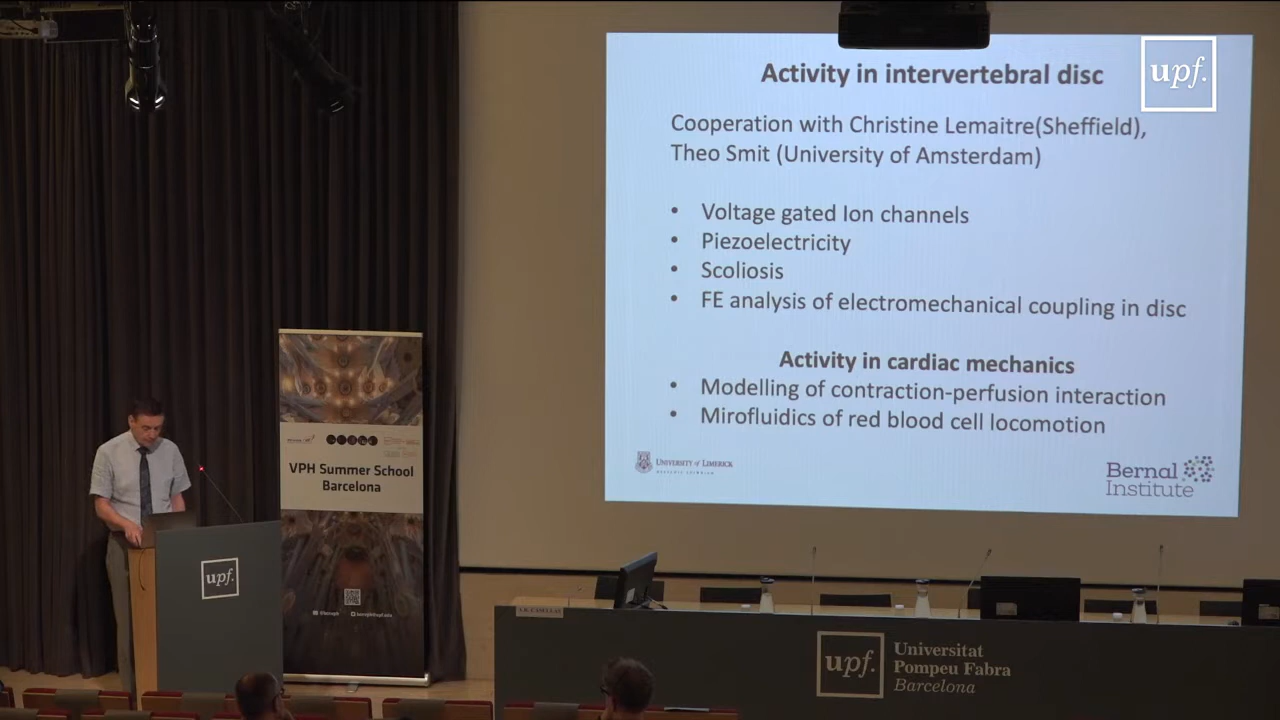 Activity in intervertebral disc
upf.
Cooperation with Christine Lemaitre(Sheffield),
Theo Smit (University of Amsterdam)
• Voltage gated Ion channels
• Piezoelectricity
• Scoliosis
• FE analysis of electromechanical coupling in disc
Activity in cardiac mechanics
• Modelling of contraction-perfusion interaction
• Mirofluidics of red blood cell locomotion
University of Limerick
Bernal
Institute
VPH Summer School
Barcelona
upf.
upf.
Universitat
Pompeu Fabra
Barcelona